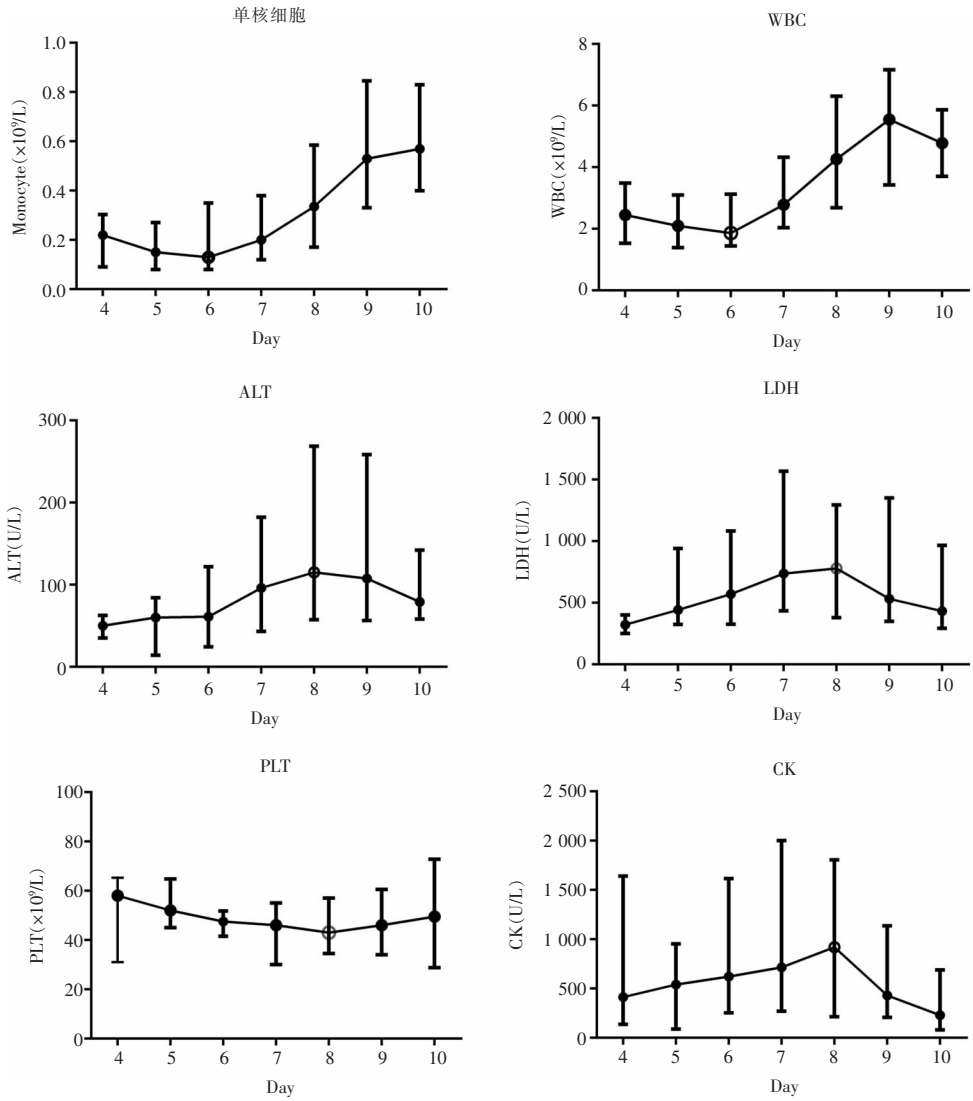 单核细胞
Monocyte(×10⁹/L)
1.0
0.8
0.6
0.4
0.2
0.0
4 5 6 7 8 9 10
Day
WBC
WBC(×10⁹/L)
8
6
4
2
0
4 5 6 7 8 9 10
Day
ALT
ALT(U/L)
300
200
100
0
4 5 6 7 8 9 10
Day
LDH
LDH(U/L)
2 000
1 500
1 000
500
0
4 5 6 7 8 9 10
Day
PLT
PLT(×10⁹/L)
100
80
60
40
20
0
4 5 6 7 8 9 10
Day
CK
CK(U/L)
2 500
2 000
1 500
1 000
500
0
4 5 6 7 8 9 10
Day